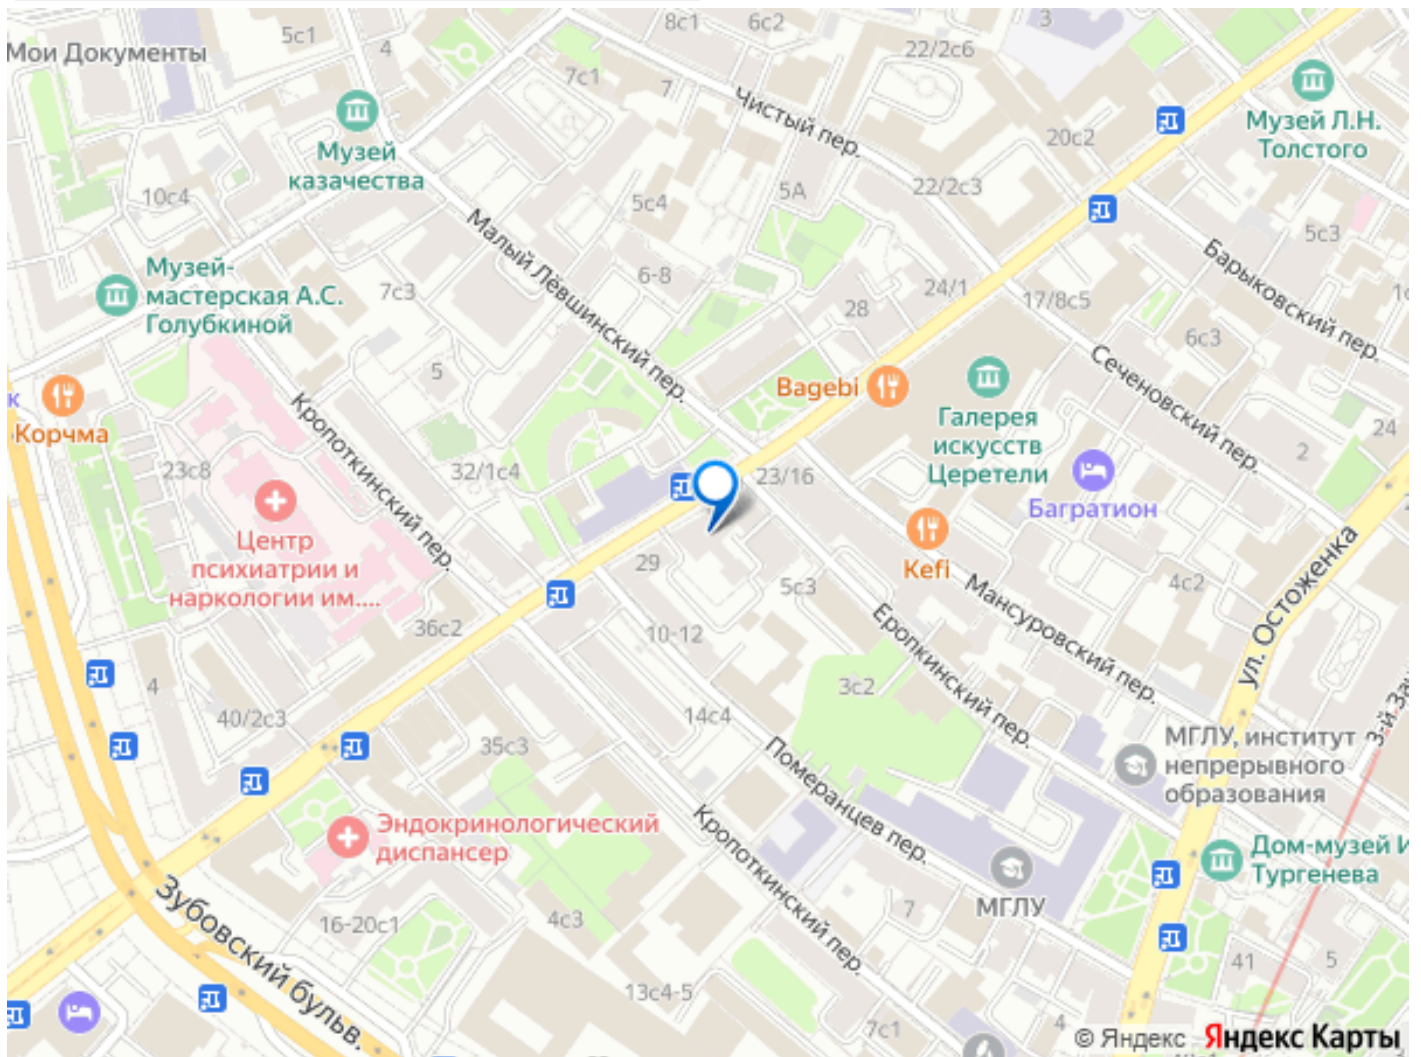 5с1
4
8с1
6с2
3
22/2с6
Мои Документы
7с1
7
Чистый пер.
Музей Л.Н.
Толстого
20с2
Музей
казачества
10с4
5с4
5А
22/2с3
5с3
Малый Лёвшинский пер.
Барыковский пер.
Музей-
мастерская А.С.
Голубкиной
7с3
6-8
28
24/1
17/8с5
6с3
Сеченовский пер.
5
Bagebi
Галерея
искусств
Церетели
к
Корчма
Кропоткинский пер.
23с8
32/1с4
23/16
2
24
Багратион
Центр
психиатрии и
наркологии им....
29
5с3
Kefi
Мансуровский пер.
4с2
ул. Остоженка
36с2
10-12
Еропкинский пер.
3с2
4
40/2с3
14с4
35с3
Померанцев пер.
МГЛУ, институт
непрерывного
образования
3-й За
Эндокринологический
диспансер
Кропоткинский пер.
Дом-музей И
Тургенева
МГЛУ
7
Зубовский бульв.
16-20с1
4с3
13с4-5
41
5
7с1
4
© Яндекс Яндекс Карты